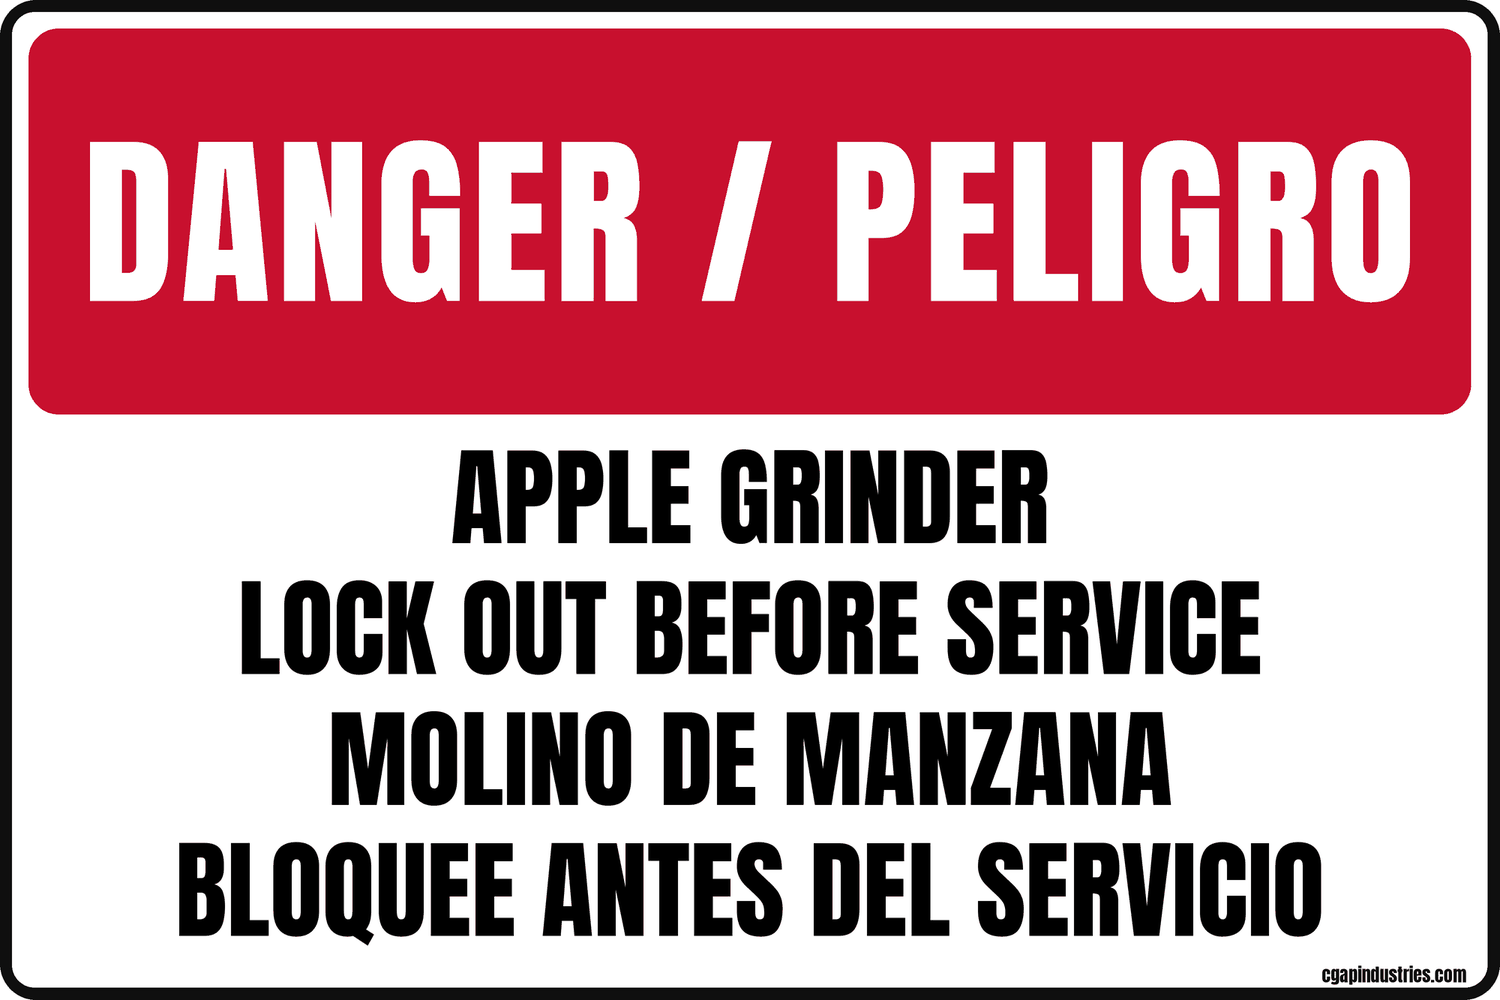 DANGER / PELIGRO
APPLE GRINDER
LOCK OUT BEFORE SERVICE
MOLINO DE MANZANA
BLOQUEE ANTES DEL SERVICIO
cgapindustries.com